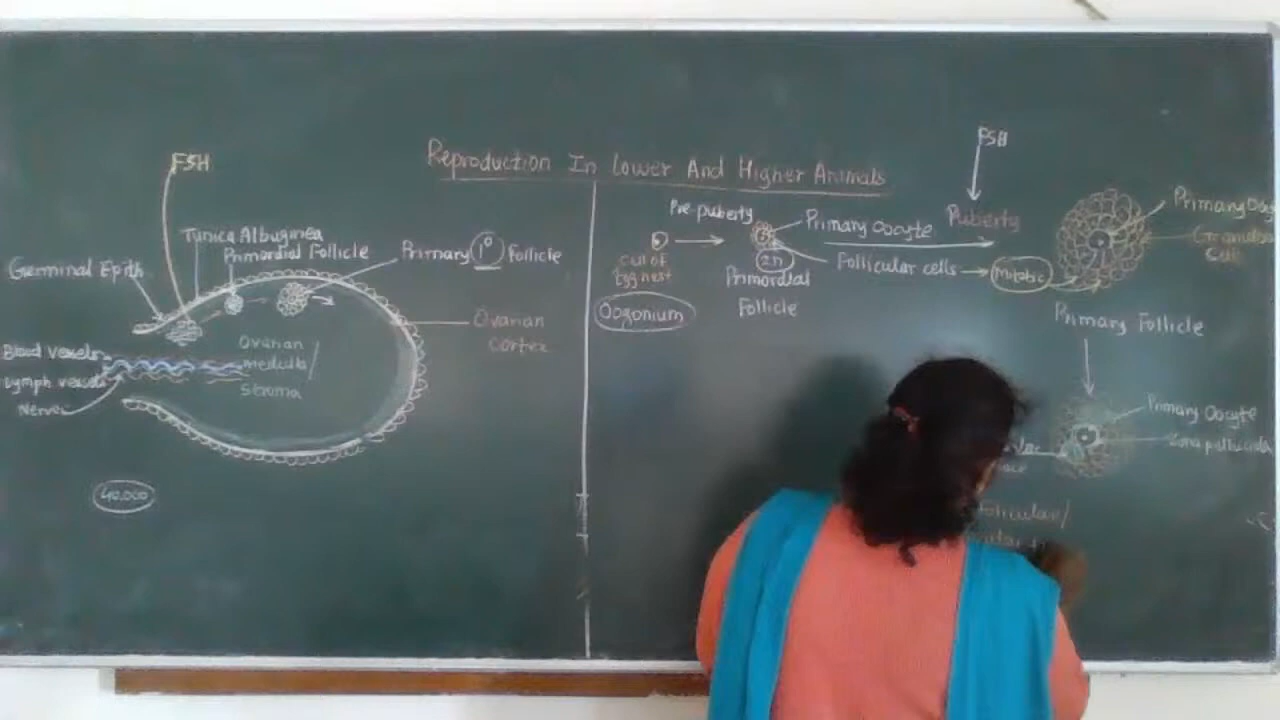 Reproduction In Lower And Higher Animals
FSH
Tunica Albuginea
Primordial Follicle
Germinal Epith
Primary 1° Follicle
Ovarian
cortex
Ovarian
medulla/
Stroma
Blood vessels
Lymph vessels
Nerve
40,000
FSH
Pre-puberty
Primary Oocyte
Puberty
Cell of
Egg nest
2n
Follicular cells
Mitotic
Primordial
Follicle
Oogonium
Primary
Cell
Primary Follicle
Primary Oocyte
Zona pellucida